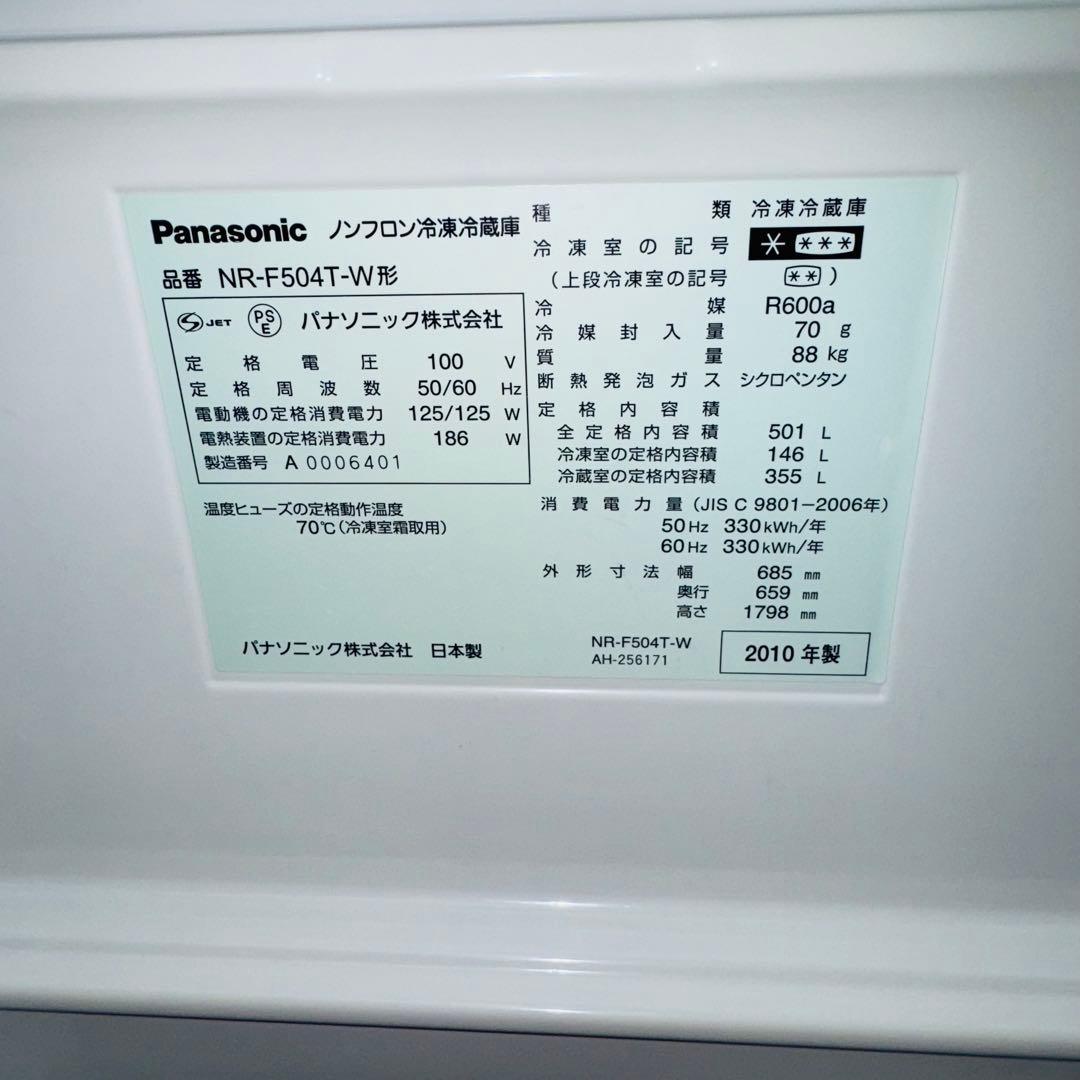 Panasonic ノンフロン冷凍冷蔵庫
品番 NR-F504T-W形
S JET PSE パナソニック株式会社
定格電圧 100 V
定格周波数 50/60 Hz
電動機の定格消費電力 125/125 W
電熱装置の定格消費電力 186 W
製造番号 A 0006401
温度ヒューズの定格動作温度
70℃(冷凍室霜取用)
パナソニック株式会社 日本製
種類 冷凍冷蔵庫
冷凍室の記号 * ***
(上段冷凍室の記号 ** )
冷媒 R600a
冷媒封入量 70 g
質量 88 kg
断熱発泡ガス シクロペンタン
定格内容積
全定格内容積 501 L
冷凍室の定格内容積 146 L
冷蔵室の定格内容積 355 L
消費電力量 (JIS C 9801-2006年)
50Hz 330kWh/年
60Hz 330kWh/年
外形寸法幅 685 mm
奥行 659 mm
高さ 1798 mm
NR-F504T-W
AH-256171
2010 年製